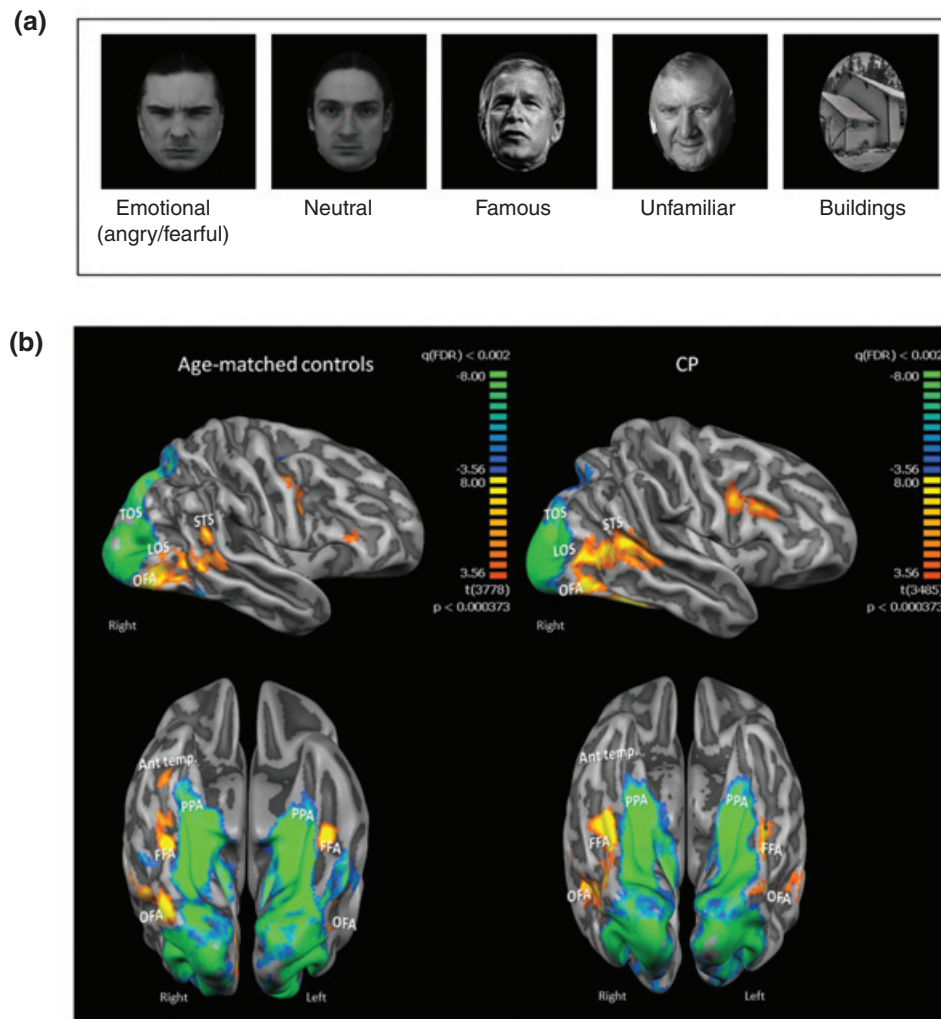 (a)
Emotional
(angry/fearful)
Neutral
Famous
Unfamiliar
Buildings
(b)
Age-matched controls
q(FDR) < 0.002
-8.00
-3.56
8.00
3.56
t(3778)
p < 0.000373
TOS
LOS
OFA
STS
Right
CP
q(FDR) < 0.002
-8.00
-3.56
8.00
3.56
t(3485)
p < 0.000373
TOS
LOS
OFA
STS
Right
Ant temp.
PPA
PPA
FFA
FFA
OFA
OFA
Right
Left
Ant temp.
PPA
PPA
FFA
FFA
OFA
OFA
Right
Left